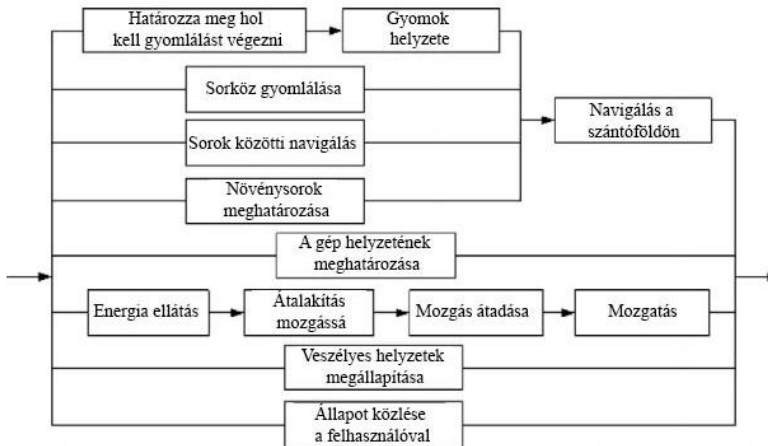 Határozza meg hol
kell gyomlálást végezni
Gyomok
helyzete
Sorköz gyomlálása
Navigálás a
szántóföldön
Sorok közötti navigálás
Növénysorok
meghatározása
A gép helyzetének
meghatározása
Energia ellátás
Átalakítás
mozgássá
Mozgás átadása
Mozgatás
Veszélyes helyzetek
megállapítása
Állapot közlése
a felhasználóval